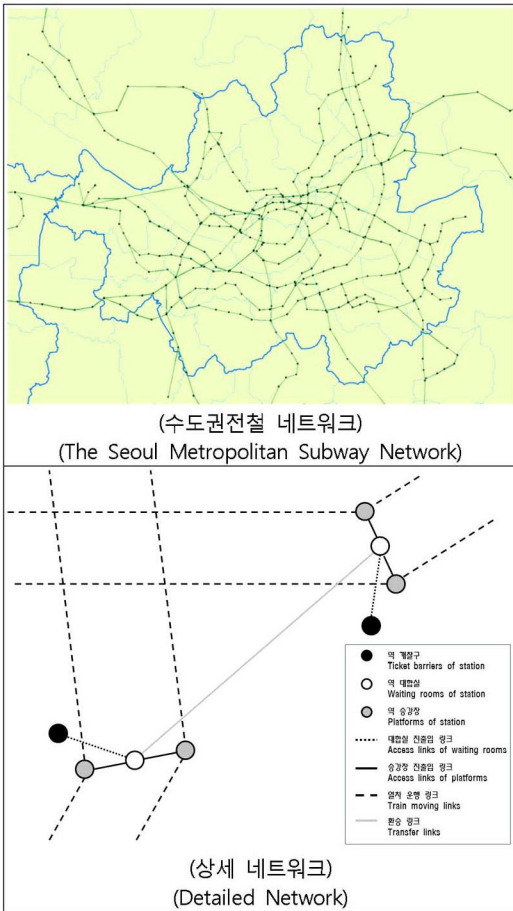 (수도권전철 네트워크)
(The Seoul Metropolitan Subway Network)
역 개찰구
Ticket barriers of station
역 대합실
Waiting rooms of station
역 승강장
Platforms of station
대합실 진출입 링크
Access links of waiting rooms
승강장 진출입 링크
Access links of platforms
열차 운행 링크
Train moving links
환승 링크
Transfer links
(상세 네트워크)
(Detailed Network)